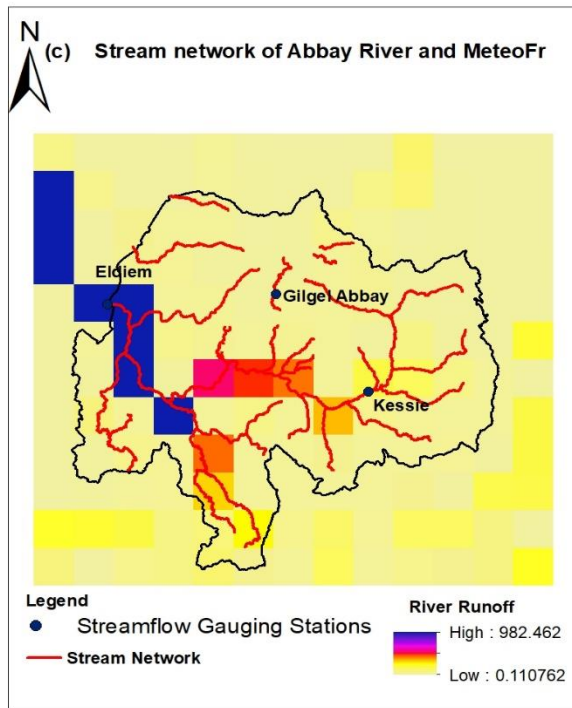 N
(c) Stream network of Abbay River and MeteoFr
Eldiem
Gilgel Abbay
Kessie
Legend
Streamflow Gauging Stations
Stream Network
River Runoff
High : 982.462
Low : 0.110762